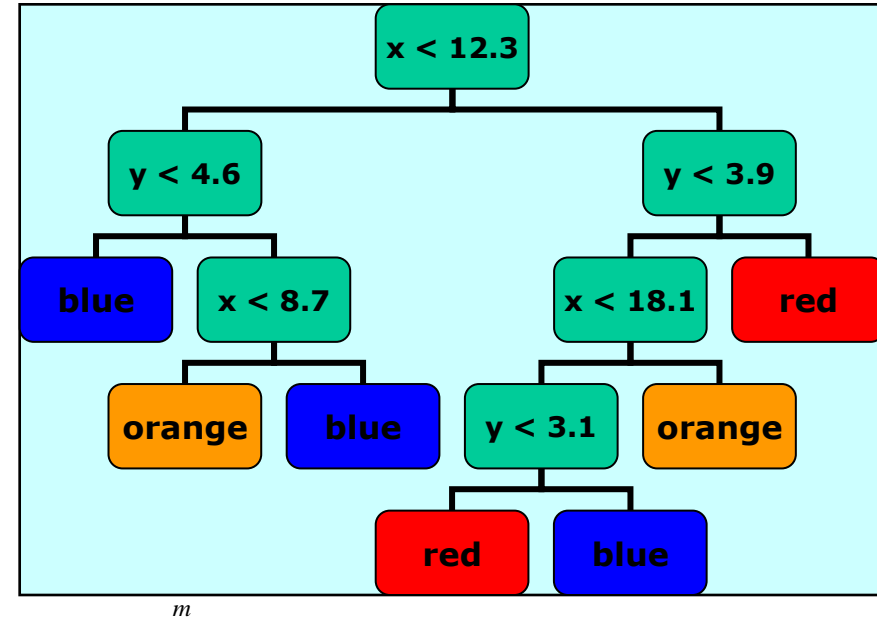 x < 12.3
y < 4.6
y < 3.9
blue
x < 8.7
x < 18.1
red
orange
blue
y < 3.1
orange
red
blue
m